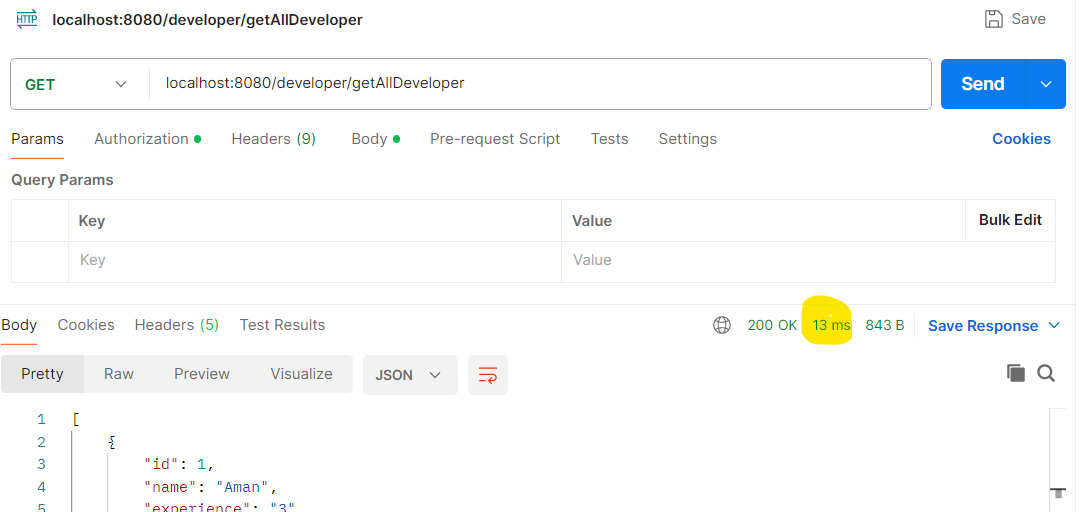 HTTP localhost:8080/developer/getAllDeveloper Save
GET localhost:8080/developer/getAllDeveloper Send
Params Authorization Headers (9) Body Pre-request Script Tests Settings Cookies
Query Params
Key Value Bulk Edit
Key Value
Body Cookies Headers (5) Test Results 200 OK 13 ms 843 B Save Response
Pretty Raw Preview Visualize JSON
1 [
2 {
3 "id": 1,
4 "name": "Aman",
5 "experience": "3"